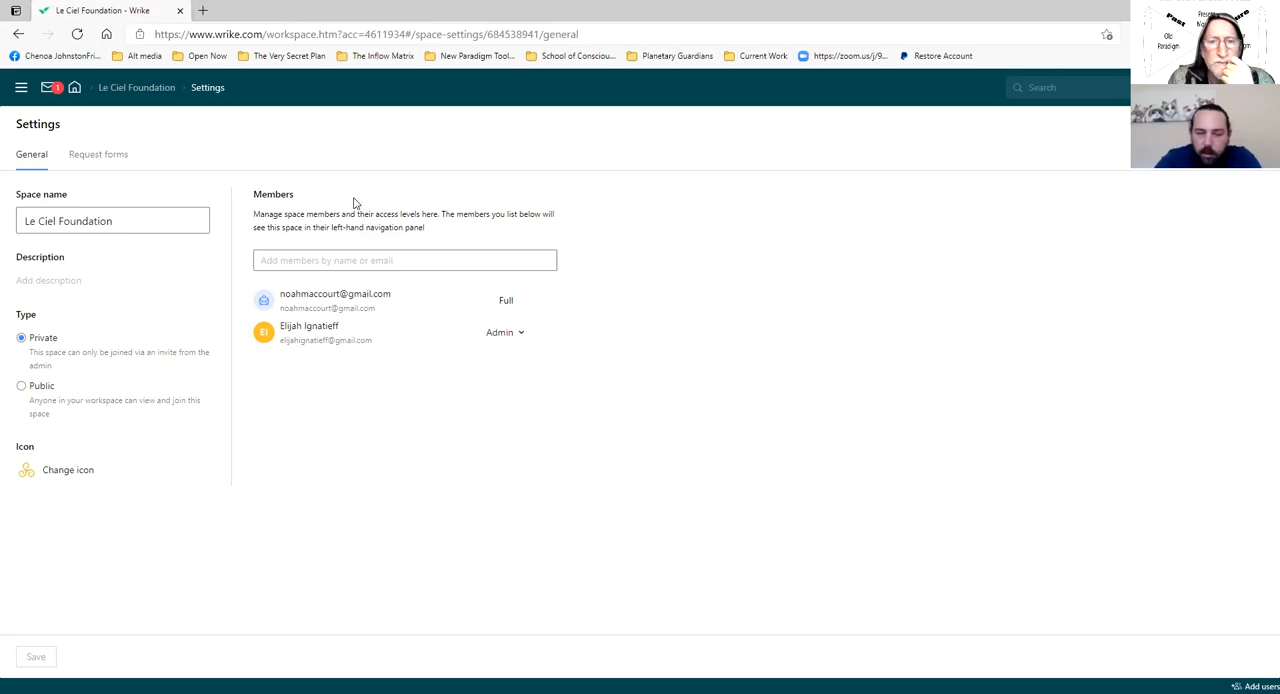 Le Ciel Foundation - Wrike
https://www.wrike.com/workspace.htm?acc=4611934#/space-settings/684538941/general
Chenoa JohnstonFri... Alt media Open Now The Very Secret Plan The Inflow Matrix New Paradigm Tool... School of Consciou... Planetary Guardians Current Work https://zoom.us/j/9... Restore Account
Past
Old
Paradigm
1 Le Ciel Foundation Settings Search
Settings
General Request forms
Space name
Le Ciel Foundation
Description
Add description
Type
Private
This space can only be joined via an invite from the
admin
Public
Anyone in your workspace can view and join this
space
Icon
Change icon
Members
Manage space members and their access levels here. The members you list below will
see this space in their left-hand navigation panel
Add members by name or email
noahmaccourt@gmail.com
noahmaccourt@gmail.com
Full
EI
Elijah Ignatieff
elijahignatieff@gmail.com
Admin
Save
Add users